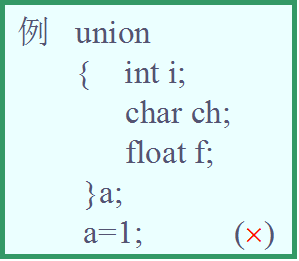 例 union
{ int i;
char ch;
float f;
}a;
a=1; (×)